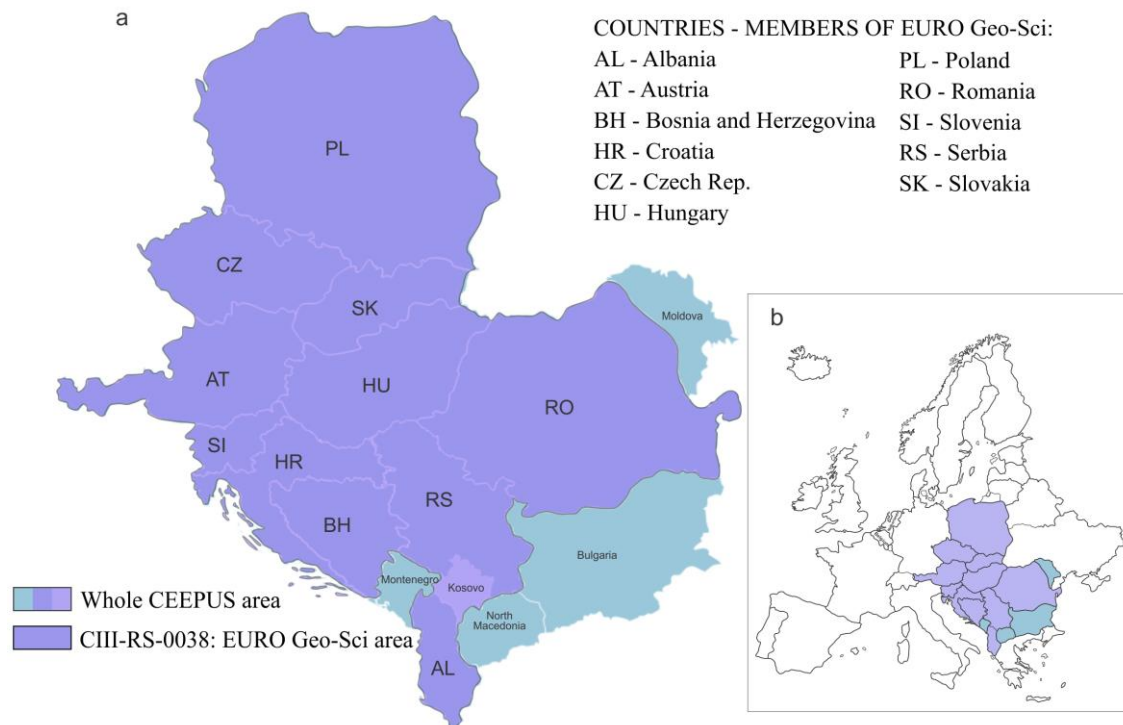 a
COUNTRIES - MEMBERS OF EURO Geo-Sci:
AL - Albania
AT - Austria
BH - Bosnia and Herzegovina
HR - Croatia
CZ - Czech Rep.
HU - Hungary
PL - Poland
RO - Romania
SI - Slovenia
RS - Serbia
SK - Slovakia
PL
CZ
SK
AT
HU
RO
Moldova
SI
HR
RS
BH
Bulgaria
Montenegro
Kosovo
North
Macedonia
AL
Whole CEEPUS area
CIII-RS-0038: EURO Geo-Sci area
b